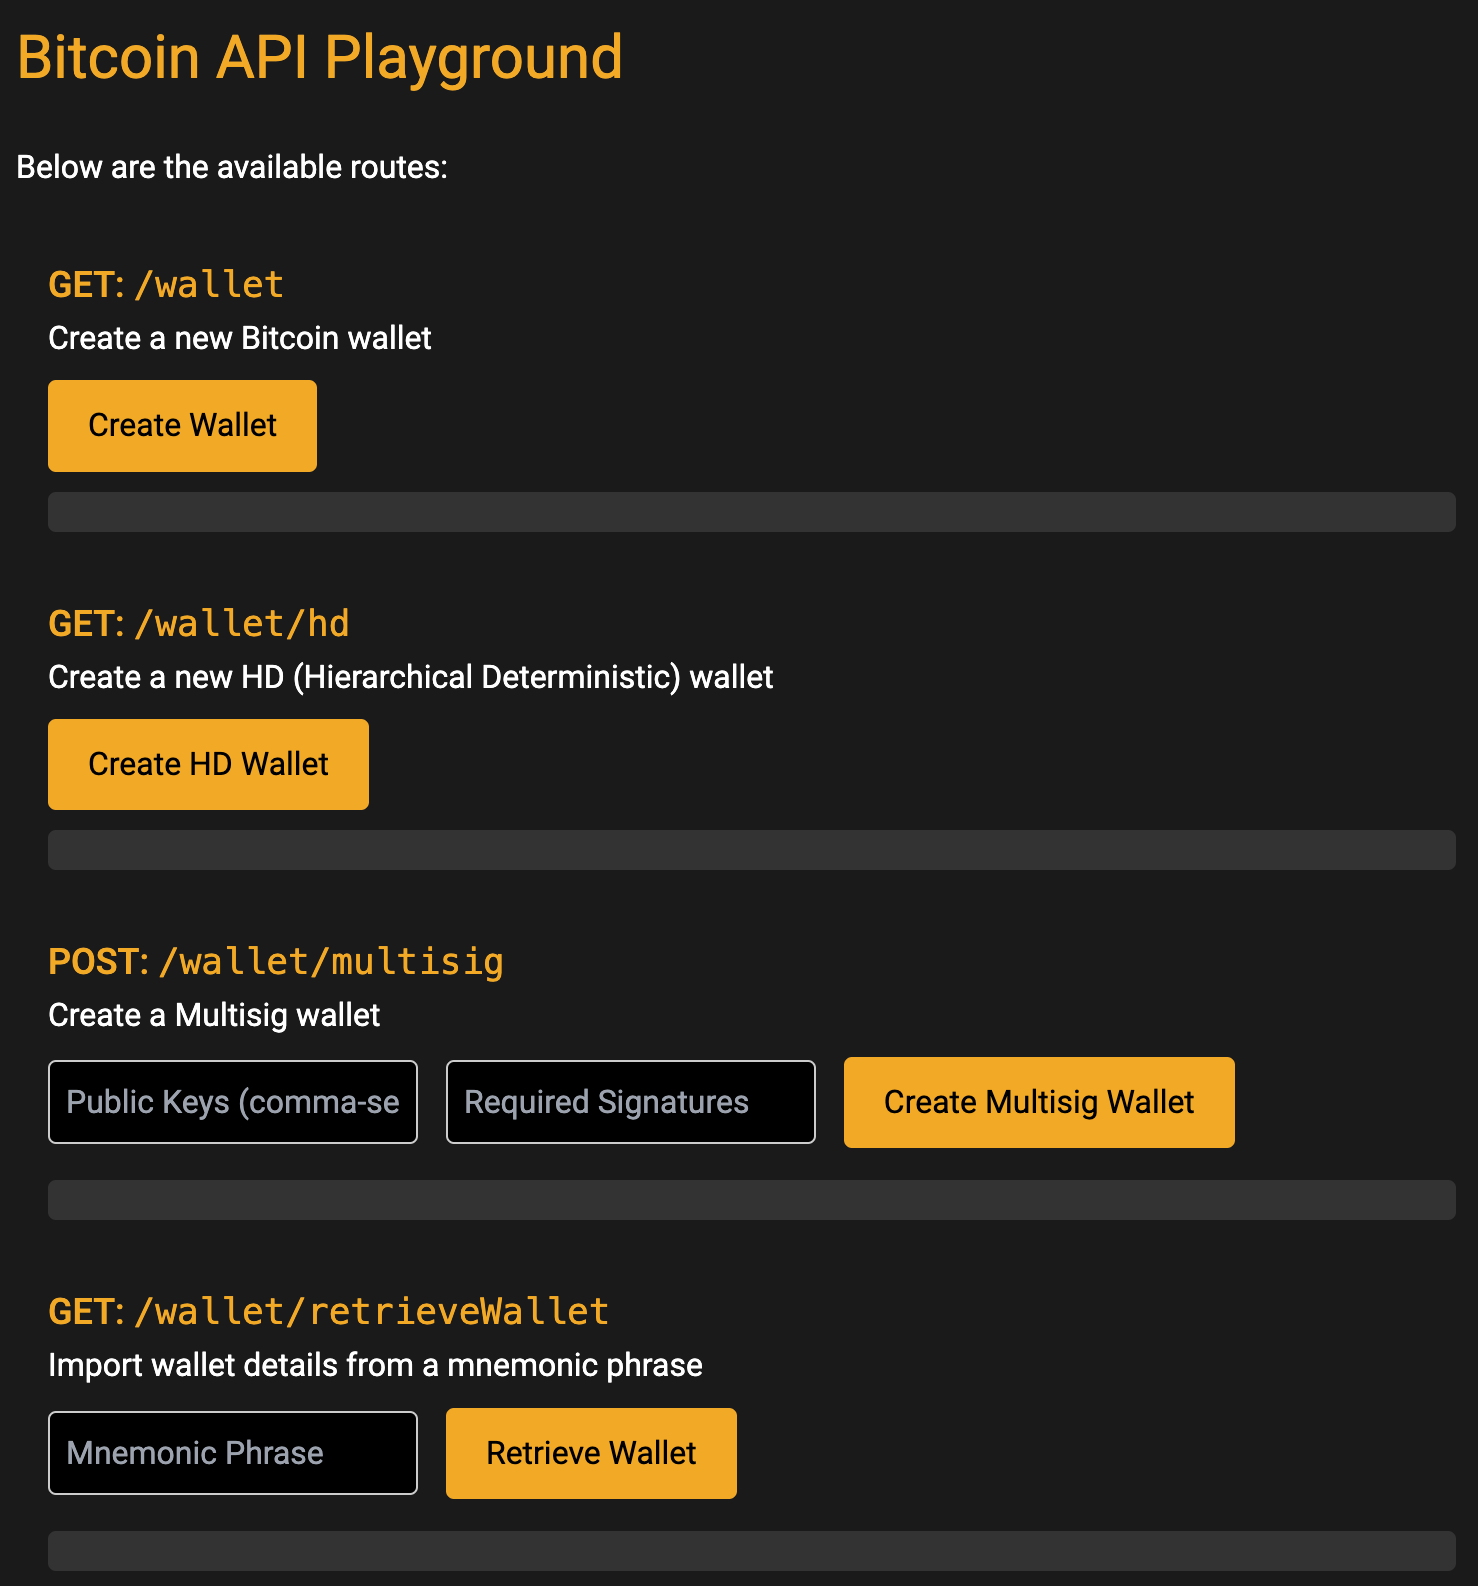 Bitcoin API Playground
Below are the available routes:
GET: /wallet
Create a new Bitcoin wallet
Create Wallet
GET: /wallet/hd
Create a new HD (Hierarchical Deterministic) wallet
Create HD Wallet
POST: /wallet/multisig
Create a Multisig wallet
Public Keys (comma-se
Required Signatures
Create Multisig Wallet
GET: /wallet/retrieveWallet
Import wallet details from a mnemonic phrase
Mnemonic Phrase
Retrieve Wallet